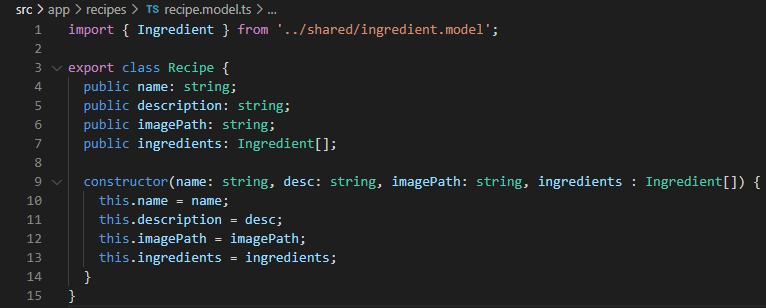 src > app > recipes > TS recipe.model.ts > ...
1 import { Ingredient } from '../shared/ingredient.model';
2
3 export class Recipe {
4 public name: string;
5 public description: string;
6 public imagePath: string;
7 public ingredients: Ingredient[];
8
9 constructor(name: string, desc: string, imagePath: string, ingredients : Ingredient[]) {
10 this.name = name;
11 this.description = desc;
12 this.imagePath = imagePath;
13 this.ingredients = ingredients;
14 }
15 }